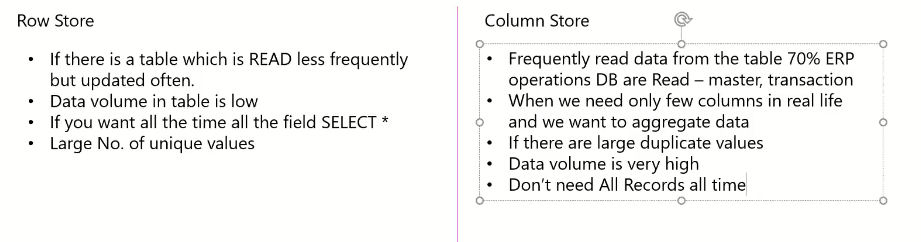 Row Store
• If there is a table which is READ less frequently
but updated often.
• Data volume in table is low
• If you want all the time all the field SELECT *
• Large No. of unique values
Column Store
• Frequently read data from the table 70% ERP
operations DB are Read – master, transaction
• When we need only few columns in real life
and we want to aggregate data
• If there are large duplicate values
• Data volume is very high
• Don't need All Records all time